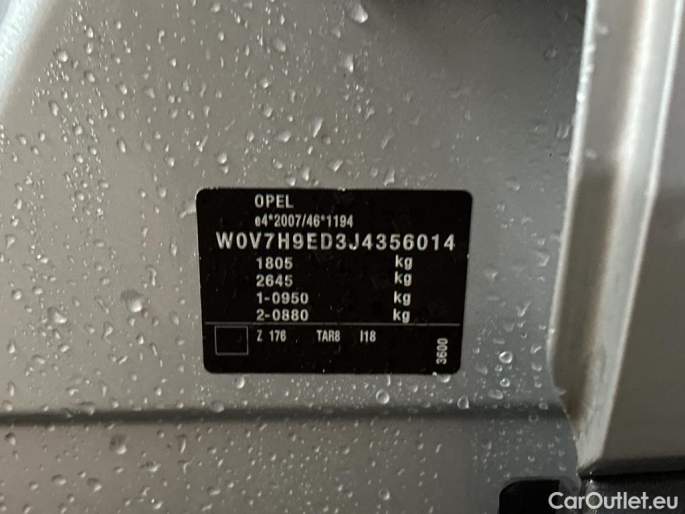 OPEL
e4*2007/46*1194
W0V7H9ED3J4356014
1805 kg
2645 kg
1-0950 kg
2-0880 kg
Z 176 TAR8 I18
3600
CarOutlet.eu